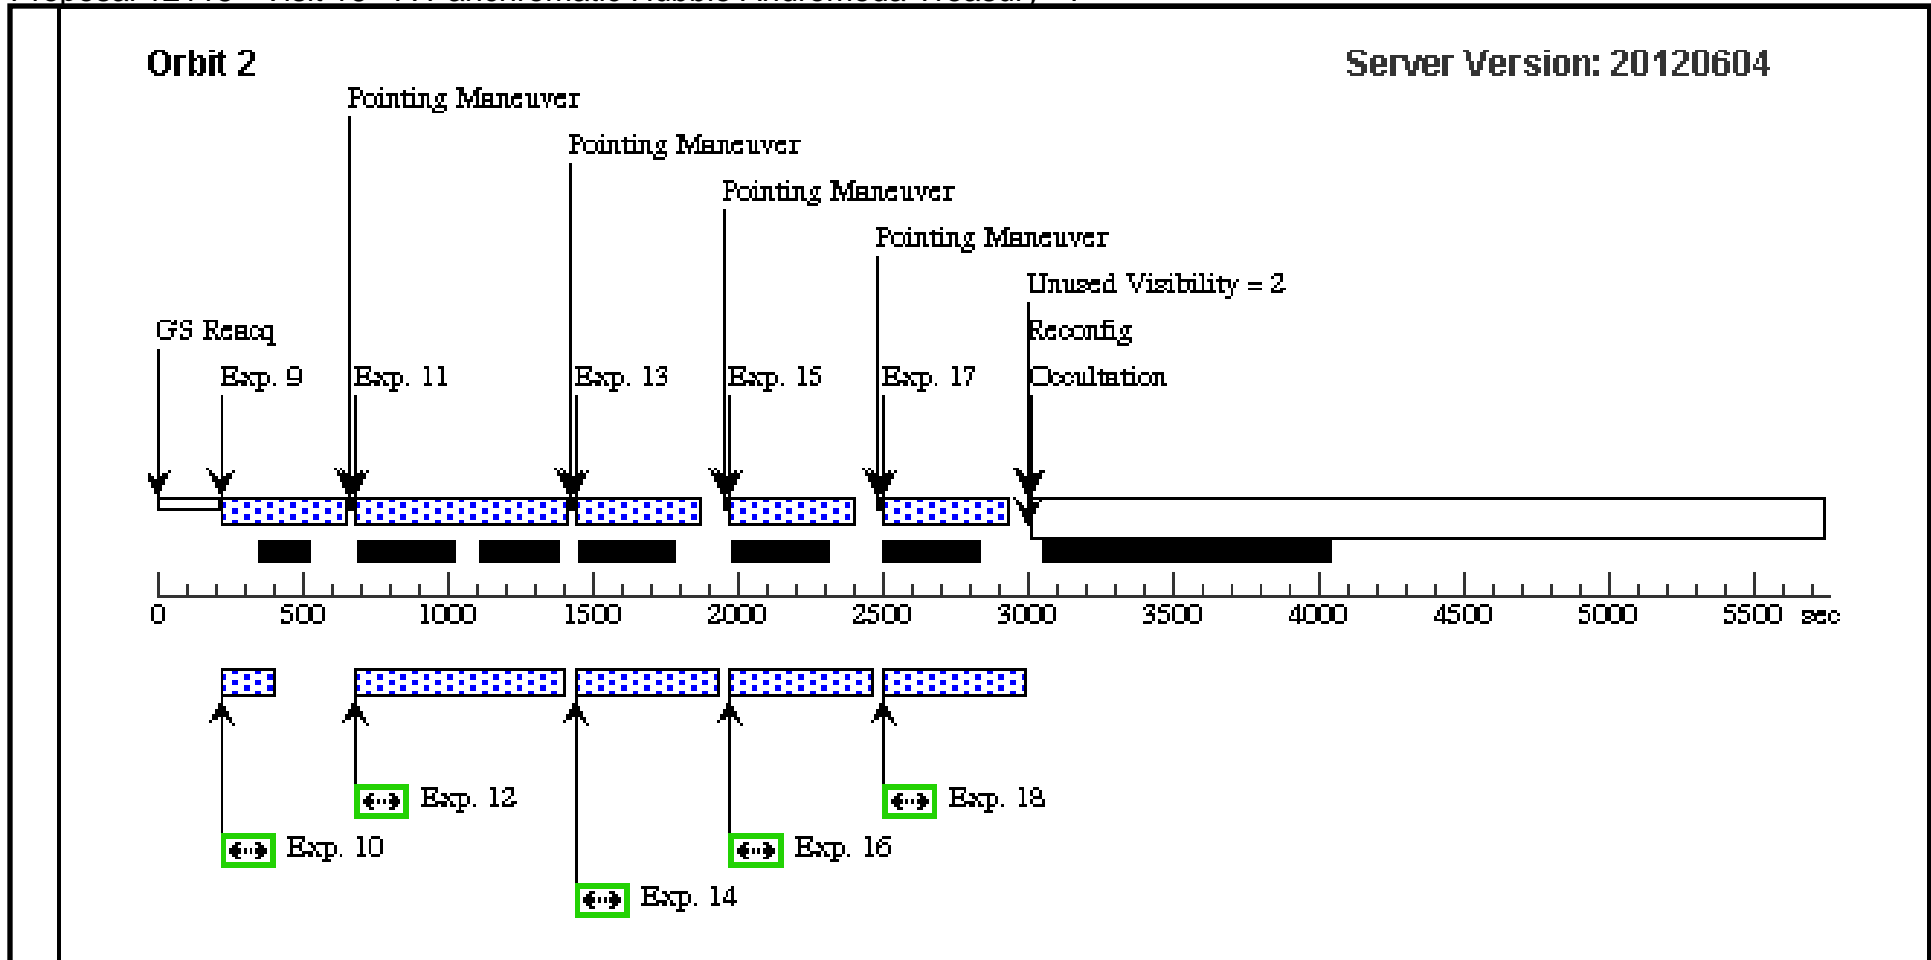 Orbit 2
Server Version: 20120604
Pointing Maneuver
Pointing Maneuver
Pointing Maneuver
Pointing Maneuver
Unused Visibility = 2
GS Reacq
Reconfig
Exp. 9
Exp. 11
Exp. 13
Exp. 15
Exp. 17
Occultation
0 500 1000 1500 2000 2500 3000 3500 4000 4500 5000 5500 sec
Exp. 12
Exp. 18
Exp. 10
Exp. 16
Exp. 14